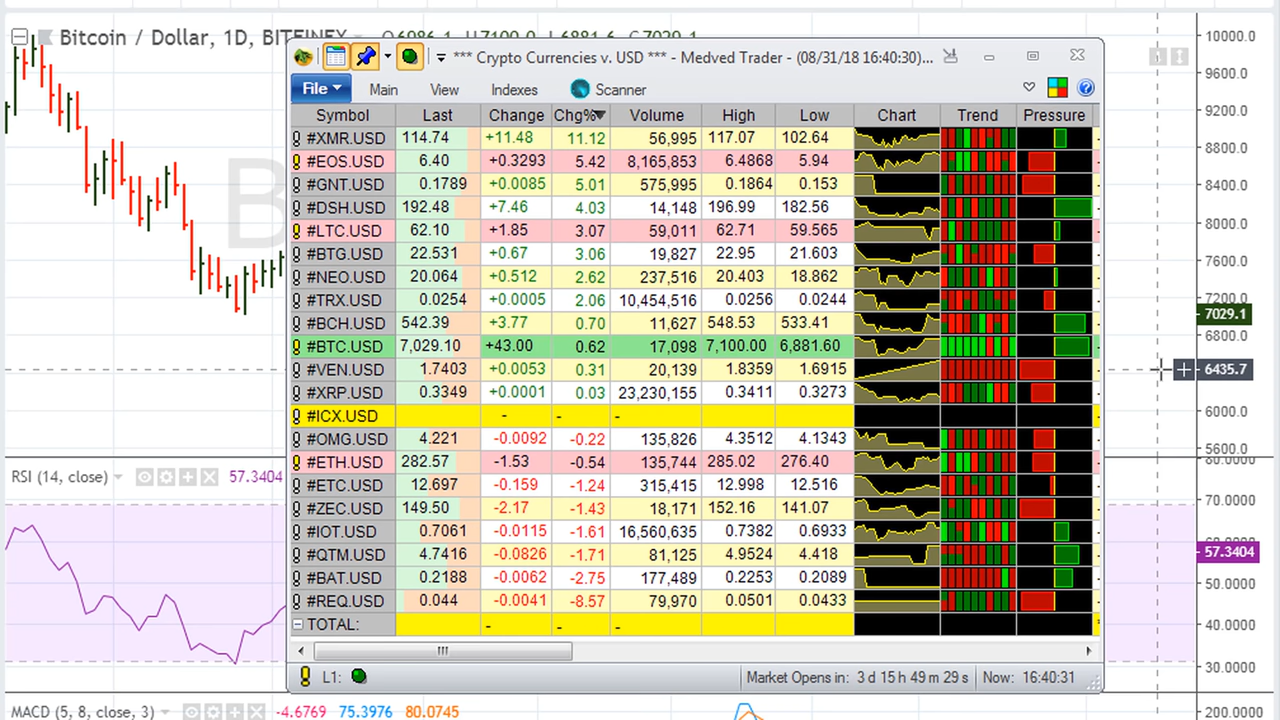 Bitcoin / Dollar, 1D, BITFINEX
*** Crypto Currencies v. USD *** - Medved Trader - (08/31/18 16:40:30)...
File Main View Indexes Scanner
Symbol Last Change Chg% Volume High Low Chart Trend Pressure
#XMR.USD 114.74 +11.48 11.12 56,995 117.07 102.64
#EOS.USD 6.40 +0.3293 5.42 8,165,853 6.4868 5.94
#GNT.USD 0.1789 +0.0085 5.01 575,995 0.1864 0.153
#DSH.USD 192.48 +7.46 4.03 14,148 196.99 182.56
#LTC.USD 62.10 +1.85 3.07 59,011 62.71 59.565
#BTG.USD 22.531 +0.67 3.06 19,827 22.95 21.603
#NEO.USD 20.064 +0.512 2.62 237,516 20.403 18.862
#TRX.USD 0.0254 +0.0005 2.06 10,454,516 0.0256 0.0244
#BCH.USD 542.39 +3.77 0.70 11,627 548.53 533.41
#BTC.USD 7,029.10 +43.00 0.62 17,098 7,100.00 6,881.60
#VEN.USD 1.7403 +0.0053 0.31 20,139 1.8359 1.6915
#XRP.USD 0.3349 +0.0001 0.03 23,230,155 0.3411 0.3273
#ICX.USD - - -
#OMG.USD 4.221 -0.0092 -0.22 135,826 4.3512 4.1343
#ETH.USD 282.57 -1.53 -0.54 135,744 285.02 276.40
#ETC.USD 12.697 -0.159 -1.24 315,415 12.998 12.516
#ZEC.USD 149.50 -2.17 -1.43 18,171 152.16 141.07
#IOT.USD 0.7061 -0.0115 -1.61 16,560,635 0.7382 0.6933
#QTM.USD 4.7416 -0.0826 -1.71 81,125 4.9524 4.418
#BAT.USD 0.2188 -0.0062 -2.75 177,489 0.2253 0.2089
#REQ.USD 0.044 -0.0041 -8.57 79,970 0.0501 0.0433
TOTAL: - - -
L1: Market Opens in: 3 d 15 h 49 m 29 s Now: 16:40:31
10000.0
9600.0
9200.0
8800.0
8400.0
8000.0
7600.0
7200.0
7029.1
6800.0
6435.7
6000.0
5600.0
RSI (14, close) 57.3404
80.0000
70.0000
57.3404
50.0000
40.0000
30.0000
MACD (5, 8, close, 3) -4.6769 75.3976 80.0745
200.0000